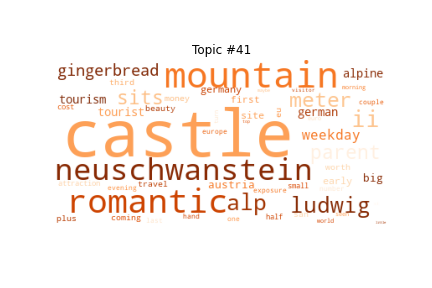 Topic #41
gingerbread mountain alpine
third germany visitor morning
tourism sits money first meter cost couple
beauty tourist site eu german ii
castle
europe weekday
neuschwanstein parent
worth
attraction evening travel austria exposure small early big
romantic alp ludwig
plus coming hand one half world